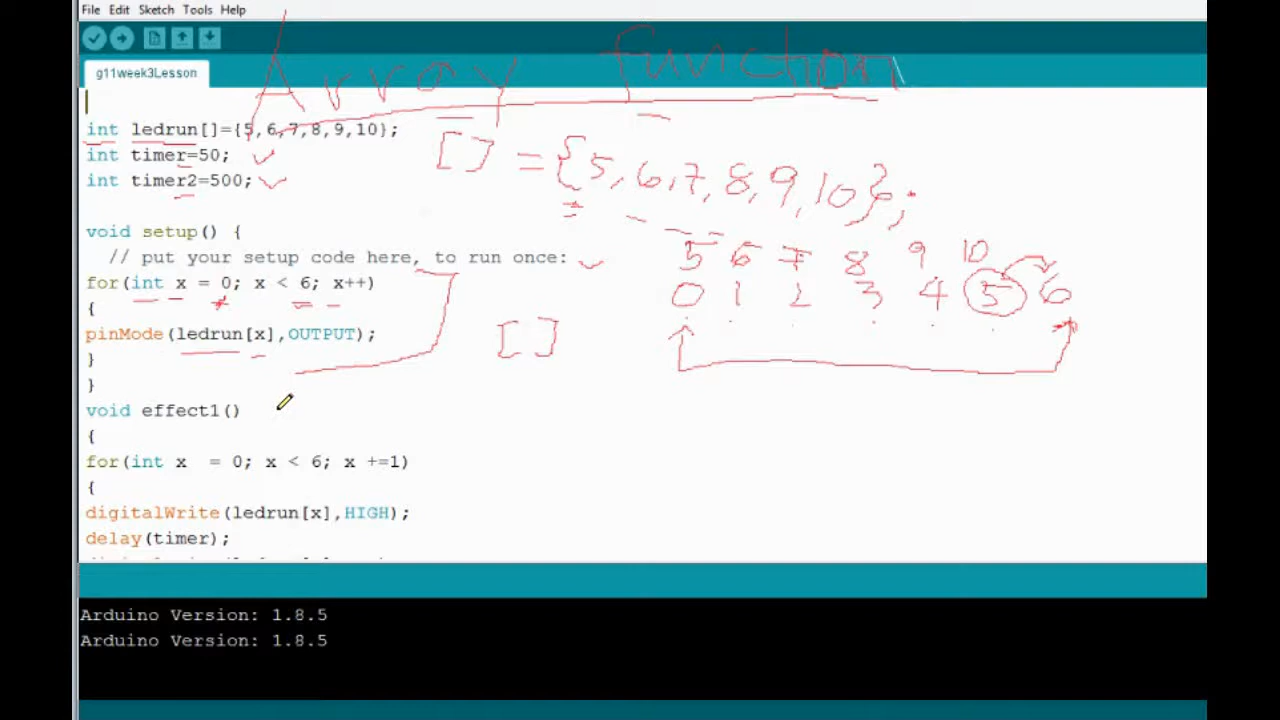 File Edit Sketch Tools Help
g11week3Lesson
Array function
int ledrun[]={5,6,7,8,9,10};
[] = {5,6,7,8,9,10};
int timer=50;
int timer2=500;
void setup() {
// put your setup code here, to run once:
5 6 7 8 9 10
for(int x = 0; x < 6; x++)
0 1 2 3 4 5 6
{
pinMode(ledrun[x],OUTPUT);
[]
}
}
void effect1()
{
for(int x  = 0; x < 6; x +=1)
{
digitalWrite(ledrun[x],HIGH);
delay(timer);
Arduino Version: 1.8.5
Arduino Version: 1.8.5